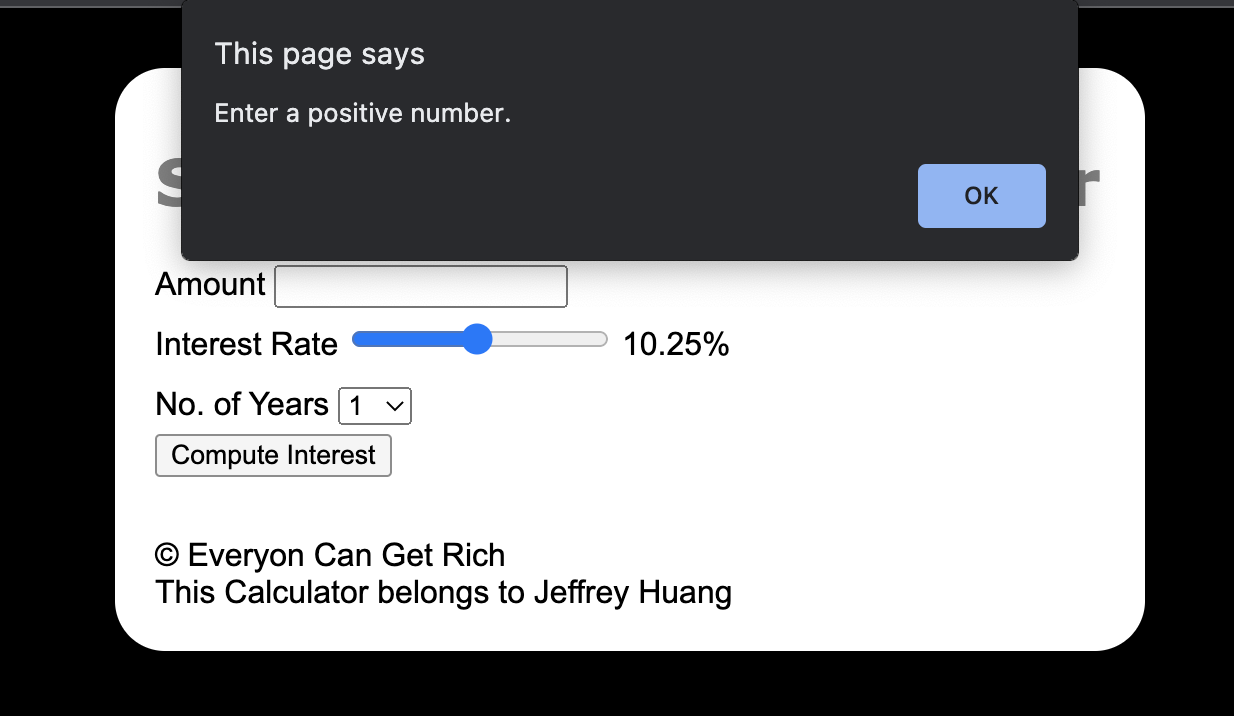 This page says
Enter a positive number.
OK
Amount
Interest Rate 10.25%
No. of Years 1
Compute Interest
© Everyon Can Get Rich
This Calculator belongs to Jeffrey Huang